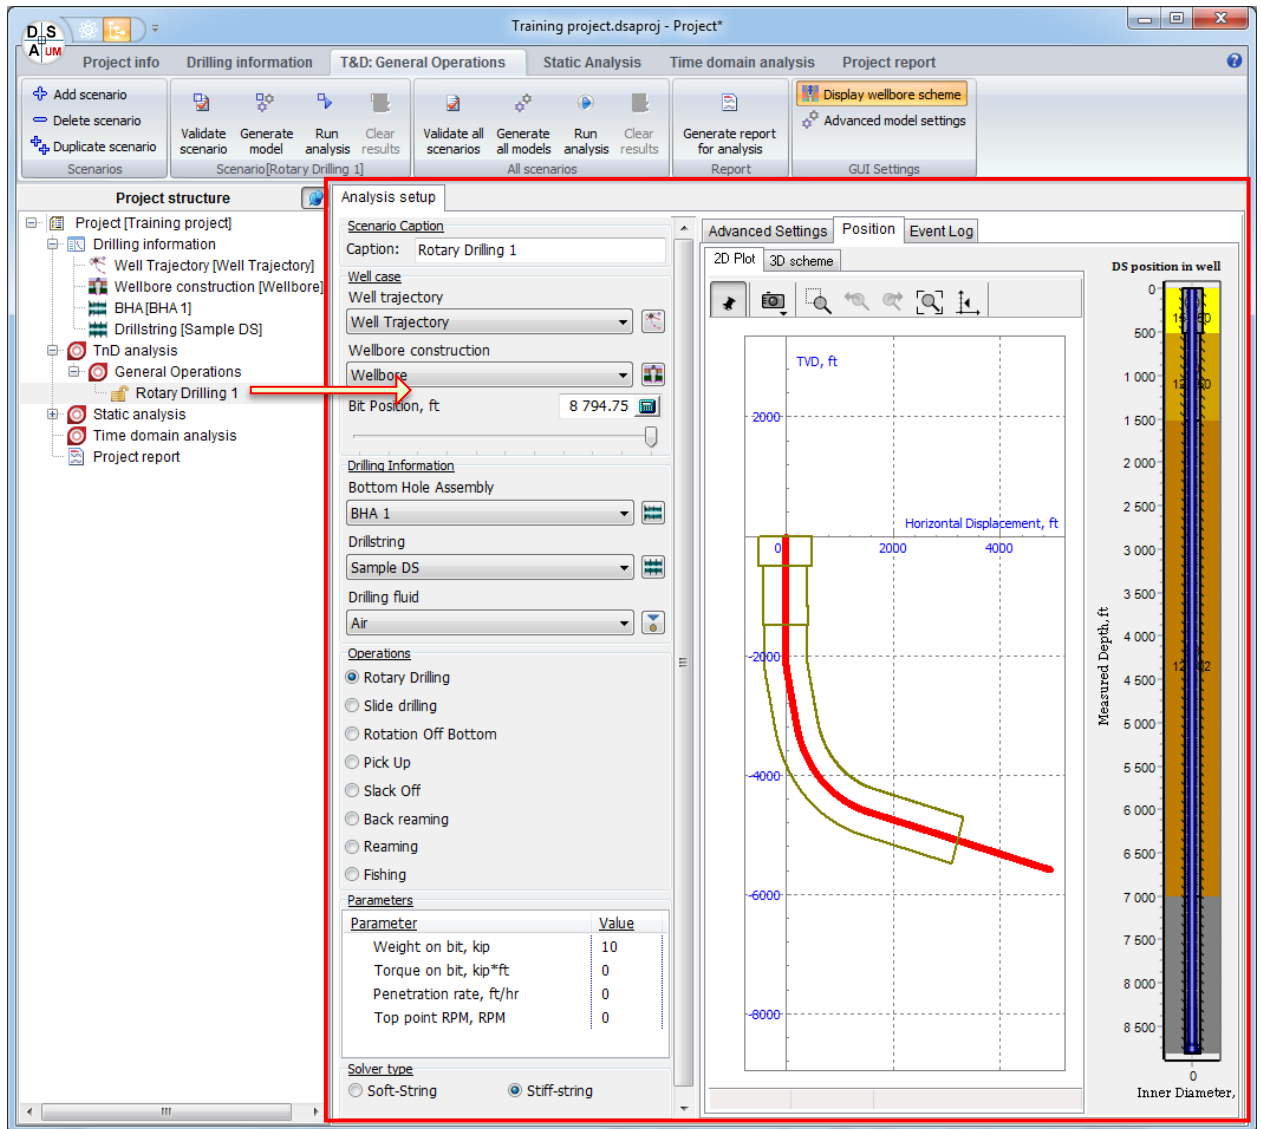 Training project.dsaproj - Project*
D S
A UM
Project info Drilling information T&D: General Operations Static Analysis Time domain analysis Project report
Add scenario
Delete scenario
Duplicate scenario
Scenarios
Validate scenario
Generate model
Run analysis
Clear results
Scenario[Rotary Drilling 1]
Validate all scenarios
Generate all models
Run analysis
Clear results
All scenarios
Generate report for analysis
Report
Display wellbore scheme
Advanced model settings
GUI Settings
Project structure
Project [Training project]
Drilling information
Well Trajectory [Well Trajectory]
Wellbore construction [Wellbore]
BHA[BHA 1]
Drillstring [Sample DS]
TnD analysis
General Operations
Rotary Drilling 1
Static analysis
Time domain analysis
Project report
Analysis setup
Scenario Caption
Caption: Rotary Drilling 1
Well case
Well trajectory
Well Trajectory
Wellbore construction
Wellbore
Bit Position, ft 8 794.75
Drilling Information
Bottom Hole Assembly
BHA 1
Drillstring
Sample DS
Drilling fluid
Air
Operations
Rotary Drilling
Slide drilling
Rotation Off Bottom
Pick Up
Slack Off
Back reaming
Reaming
Fishing
Parameters
Parameter Value
Weight on bit, kip 10
Torque on bit, kip*ft 0
Penetration rate, ft/hr 0
Top point RPM, RPM 0
Solver type
Soft-String Stiff-string
Advanced Settings Position Event Log
2D Plot 3D scheme
TVD, ft
2000
Horizontal Displacement, ft
0 2000 4000
-2000
-4000
-6000
-8000
DS position in well
0
500
1 000
1 500
2 000
2 500
3 000
3 500
4 000
4 500
5 000
5 500
6 000
6 500
7 000
7 500
8 000
8 500
Measured Depth, ft
0
Inner Diameter,